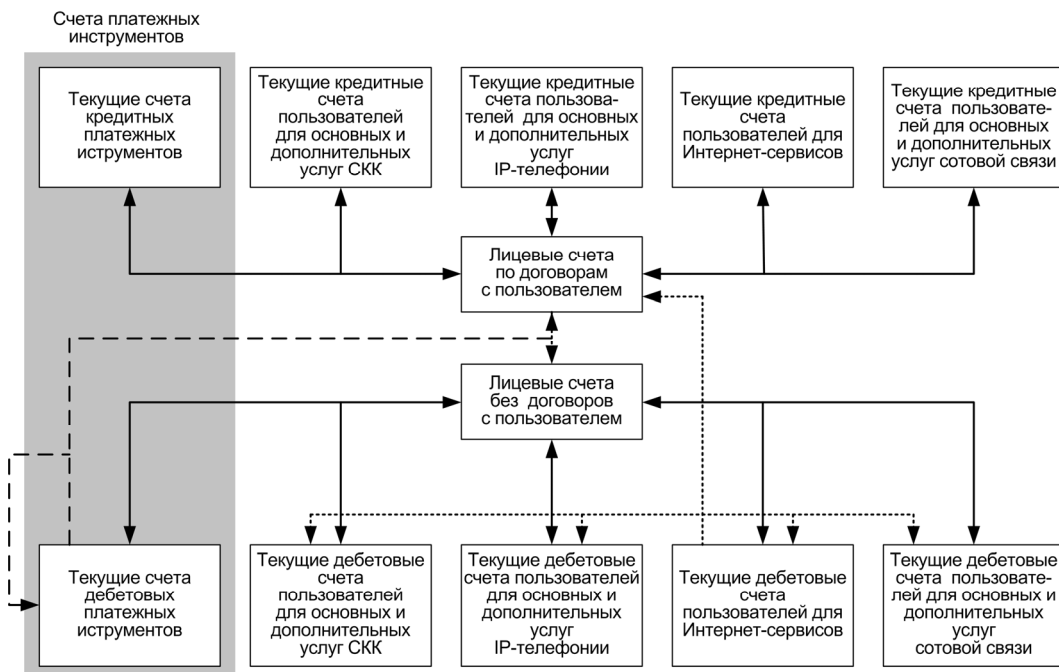 Счета платежных
инструментов
Текущие счета
кредитных
платежных
иструментов
Текущие кредитные
счета
пользователей
для основных и
дополнительных
услуг СКК
Текущие кредитные
счета пользова-
телей для основных
и дополнительных
услуг
IP-телефонии
Текущие кредитные
счета
пользователей для
Интернет-сервисов
Текущие кредитные
счета пользовате-
лей для основных
и дополнительных
услуг сотовой связи
Лицевые счета
по договорам
с пользователем
Лицевые счета
без договоров
с пользователем
Текущие счета
дебетовых
платежных
иструментов
Текущие дебетовые
счета
пользователей
для основных и
дополнительных
услуг СКК
Текущие дебетовые
счета пользователей
для основных и
дополнительных
услуг
IP-телефонии
Текущие дебетовые
счета
пользователей для
Интернет-сервисов
Текущие дебетовые
счета пользовате-
лей для основных и
дополнительных
услуг
сотовой связи